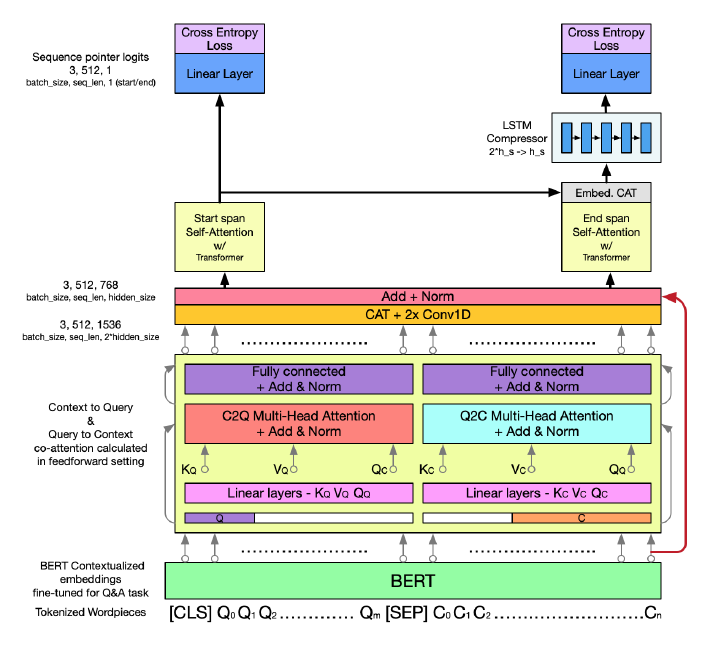 Cross Entropy
Loss
Linear Layer
Cross Entropy
Loss
Linear Layer
Sequence pointer logits
3, 512, 1
batch_size, seq_len, 1 (start/end)
LSTM
Compressor
2*h_s -> h_s
Embed. CAT
Start span
Self-Attention
w/
Transformer
End span
Self-Attention
w/
Transformer
3, 512, 768
batch_size, seq_len, hidden_size
Add + Norm
CAT + 2x Conv1D
3, 512, 1536
batch_size, seq_len, 2*hidden_size
Fully connected
+ Add & Norm
Fully connected
+ Add & Norm
Context to Query
&
Query to Context
co-attention calculated
in feedforward setting
C2Q Multi-Head Attention
+ Add & Norm
Q2C Multi-Head Attention
+ Add & Norm
KQ VQ QC KC VC QQ
Linear layers - KQ VQ QQ
Linear layers - KC VC QC
Q
C
BERT Contextualized
embeddings
fine-tuned for Q&A task
BERT
Tokenized Wordpieces
[CLS] Q0 Q1 Q2 .............. Qm [SEP] C0 C1 C2 ............................ Cn